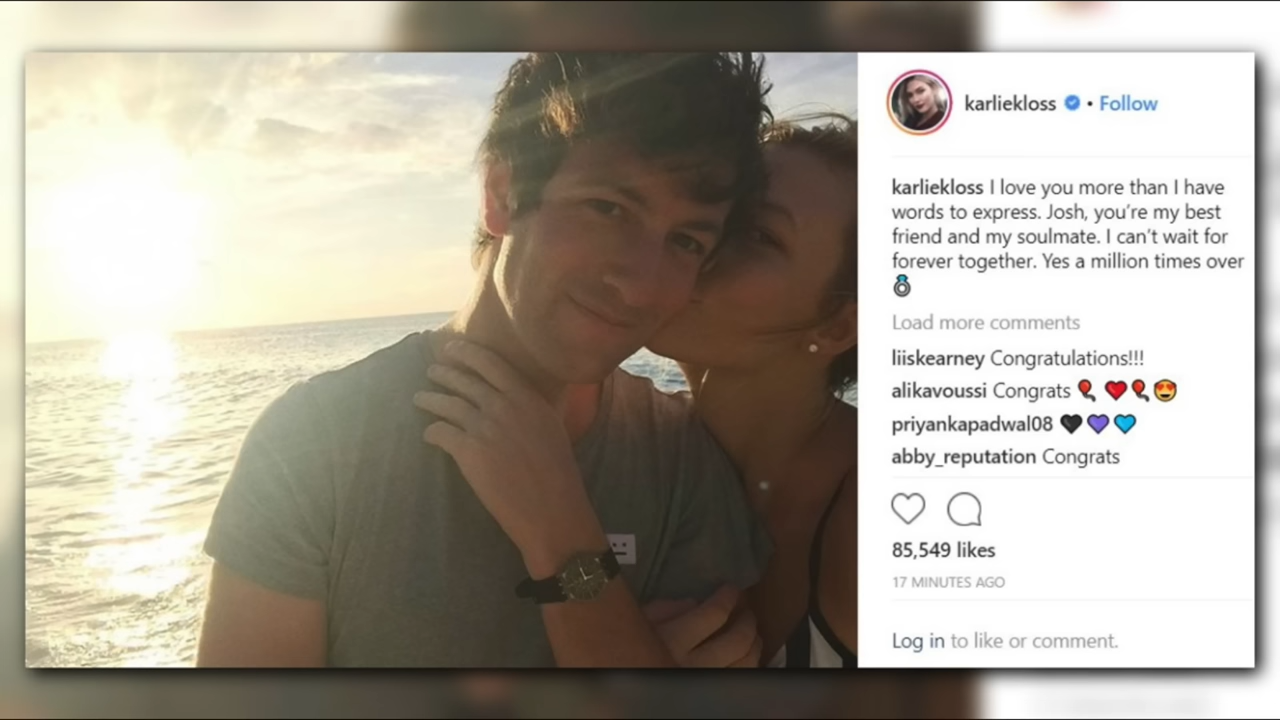 karliekloss • Follow
karliekloss I love you more than I have
words to express. Josh, you’re my best
friend and my soulmate. I can’t wait for
forever together. Yes a million times over
💍
Load more comments
liiskearney Congratulations!!!
alikavoussi Congrats 🎈❤️🎈😍
priyankapadwal08 🖤💜💙
abby_reputation Congrats
85,549 likes
17 MINUTES AGO
Log in to like or comment.